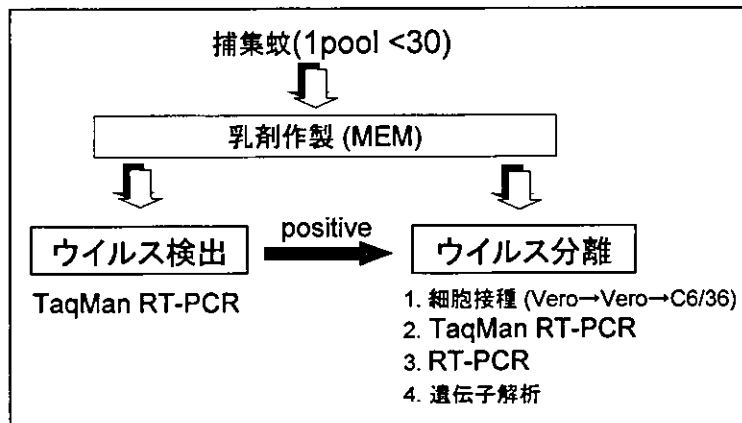 捕集蚊(1pool <30)
乳剤作製 (MEM)
positive
ウイルス検出
ウイルス分離
TaqMan RT-PCR
1. 細胞接種 (Vero→Vero→C6/36)
2. TaqMan RT-PCR
3. RT-PCR
4. 遺伝子解析